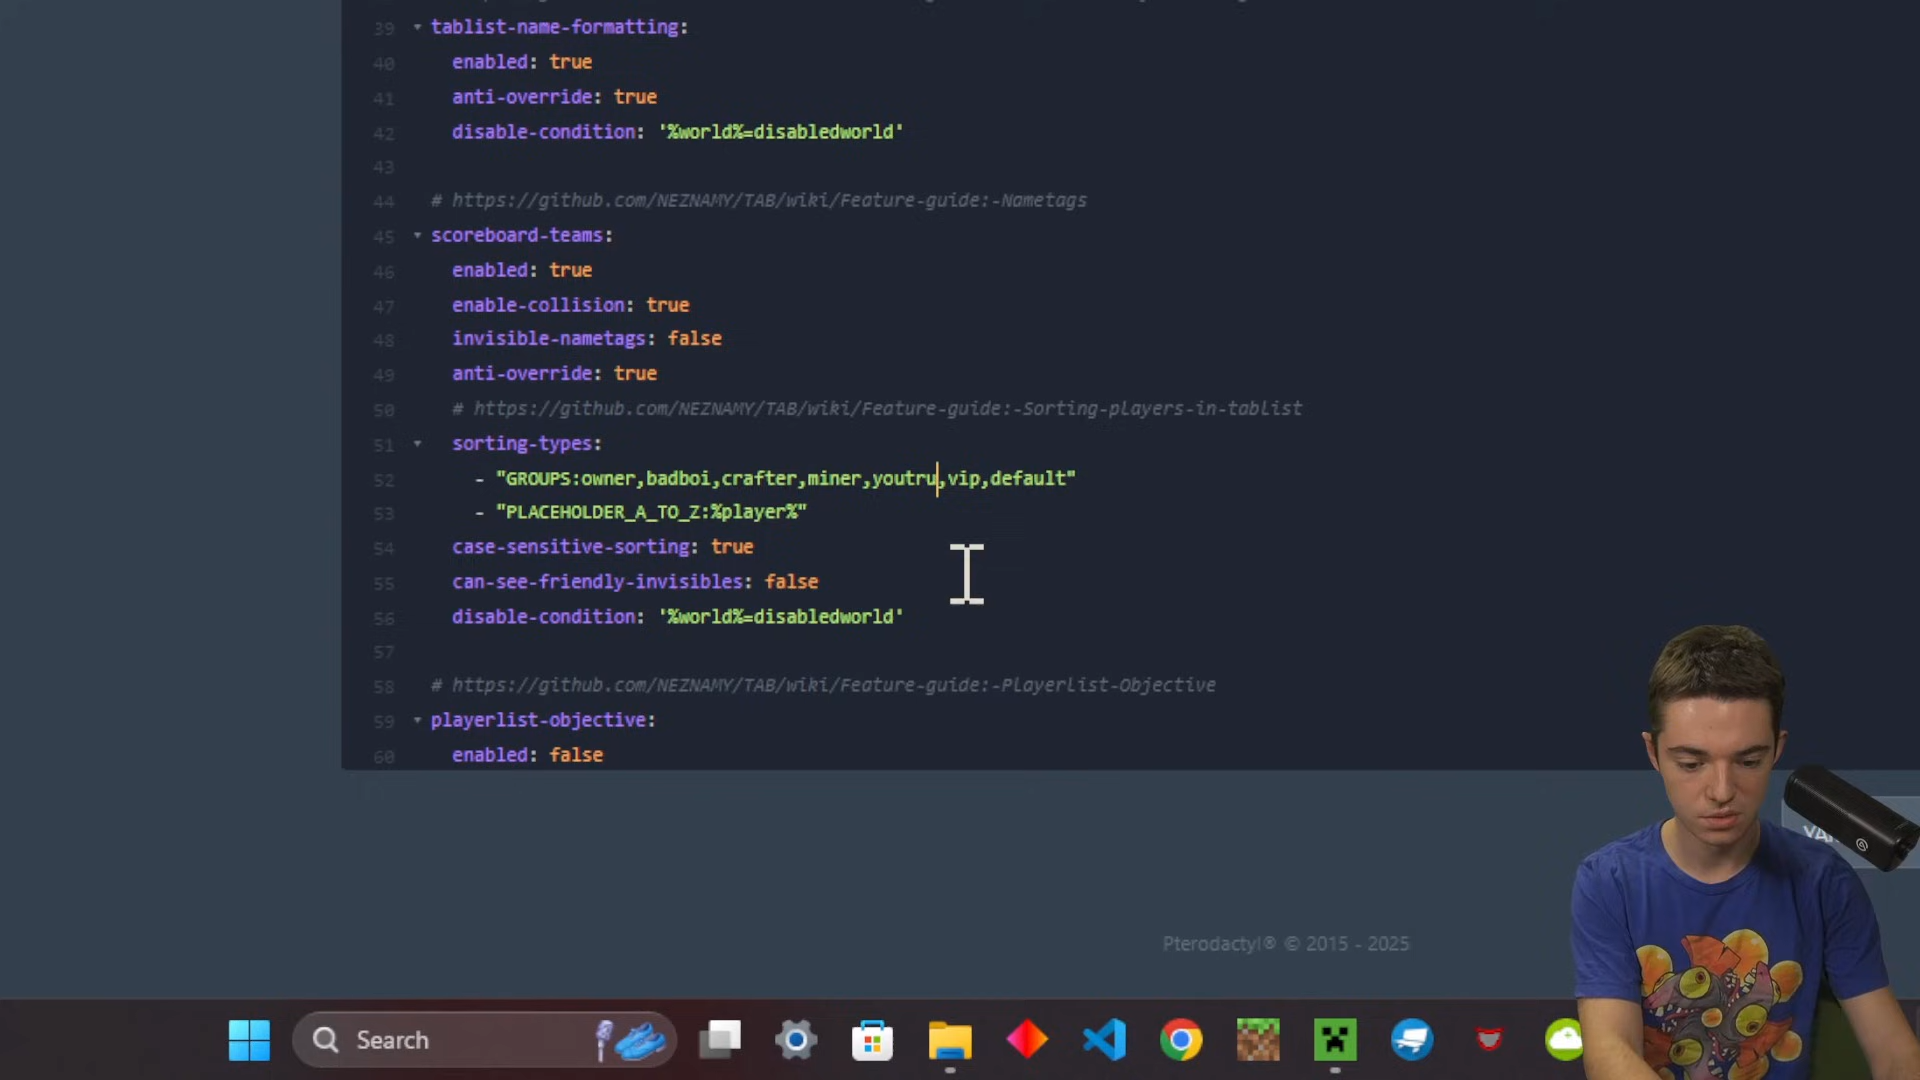 39 tablist-name-formatting:
40 enabled: true
41 anti-override: true
42 disable-condition: '%world%=disabledworld'
43
44 # https://github.com/NEZNAMY/TAB/wiki/Feature-guide:-Nametags
45 scoreboard-teams:
46 enabled: true
47 enable-collision: true
48 invisible-nametags: false
49 anti-override: true
50 # https://github.com/NEZNAMY/TAB/wiki/Feature-guide:-Sorting-players-in-tablist
51 sorting-types:
52 - "GROUPS:owner,badboi,crafter,miner,youtru,vip,default"
53 - "PLACEHOLDER_A_TO_Z:%player%"
54 case-sensitive-sorting: true
55 can-see-friendly-invisibles: false
56 disable-condition: '%world%=disabledworld'
57
58 # https://github.com/NEZNAMY/TAB/wiki/Feature-guide:-Playerlist-Objective
59 playerlist-objective:
60 enabled: false
Pterodactyl® © 2015 - 2025
Search